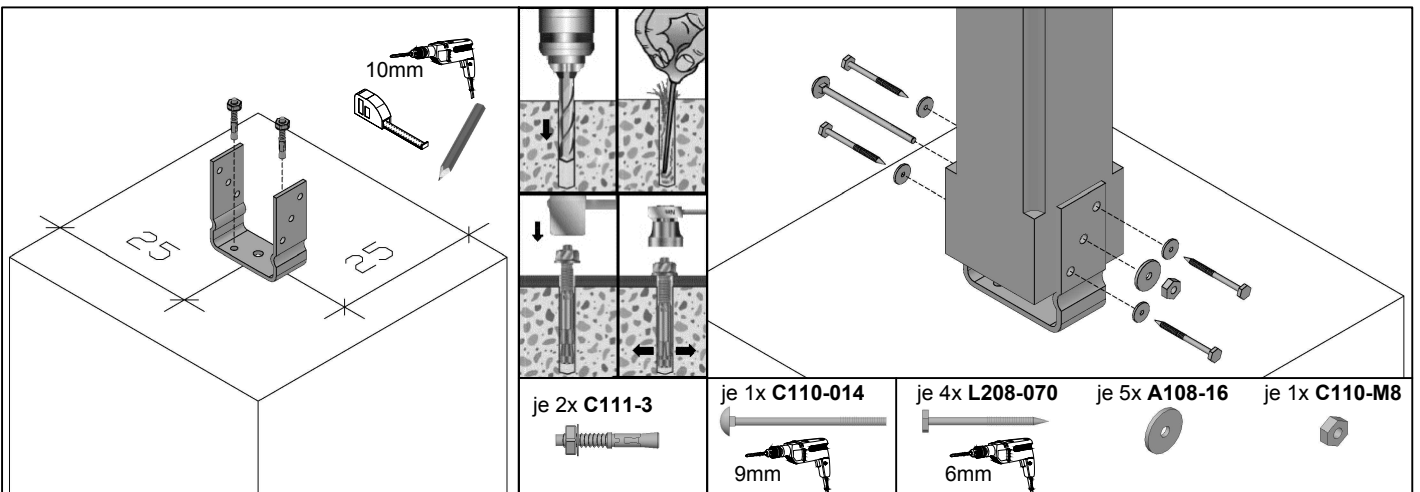 10mm
25
25
je 2x C111-3
je 1x C110-014
9mm
je 4x L208-070
6mm
je 5x A108-16
je 1x C110-M8